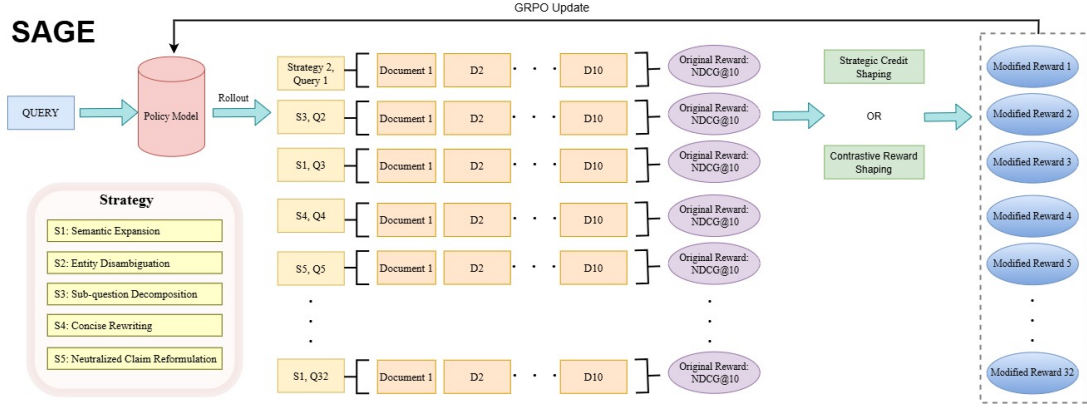 GRPO Update
SAGE
QUERY
Policy Model
Rollout
Strategy 2,
Query 1
Document 1
D2
. . .
D10
Original Reward:
NDCG@10
S3, Q2
Document 1
D2
. . .
D10
Original Reward:
NDCG@10
S1, Q3
Document 1
D2
. . .
D10
Original Reward:
NDCG@10
S4, Q4
Document 1
D2
. . .
D10
Original Reward:
NDCG@10
S5, Q5
Document 1
D2
. . .
D10
Original Reward:
NDCG@10
S1, Q32
Document 1
D2
. . .
D10
Original Reward:
NDCG@10
Strategic Credit
Shaping
OR
Contrastive Reward
Shaping
Modified Reward 1
Modified Reward 2
Modified Reward 3
Modified Reward 4
Modified Reward 5
Modified Reward 32
Strategy
S1: Semantic Expansion
S2: Entity Disambiguation
S3: Sub-question Decomposition
S4: Concise Rewriting
S5: Neutralized Claim Reformulation